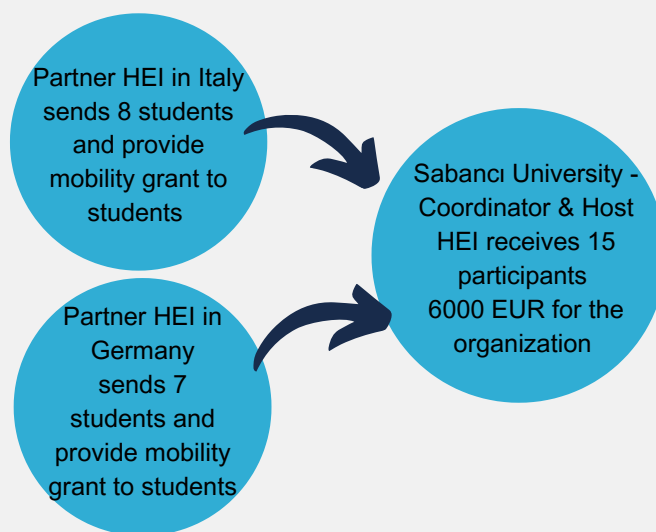 Partner HEI in Italy
sends 8 students
and provide
mobility grant to
students
Partner HEI in
Germany
sends 7
students and
provide mobility
grant to students
Sabancı University -
Coordinator & Host
HEI receives 15
participants
6000 EUR for the
organization